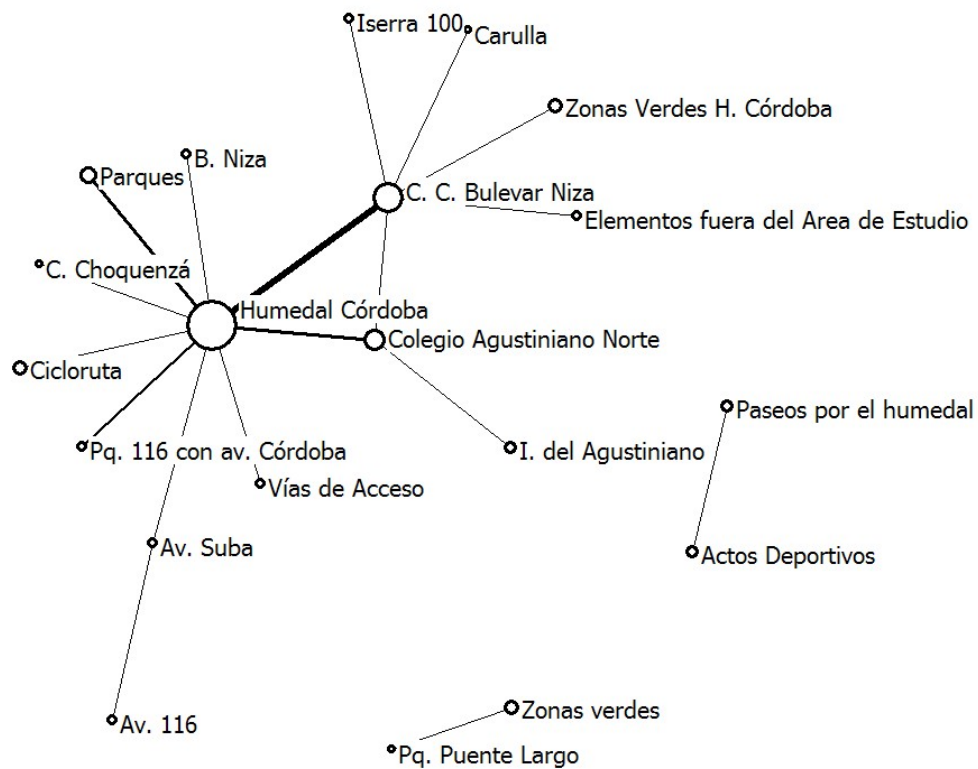 Iserra 100
Carulla
Zonas Verdes H. Córdoba
B. Niza
Parques
C. C. Bulevar Niza
Elementos fuera del Area de Estudio
C. Choquenzá
Humedal Córdoba
Colegio Agustiniano Norte
Cicloruta
Paseos por el humedal
Pq. 116 con av. Córdoba
I. del Agustiniano
Vías de Acceso
Av. Suba
Actos Deportivos
Zonas verdes
Av. 116
Pq. Puente Largo